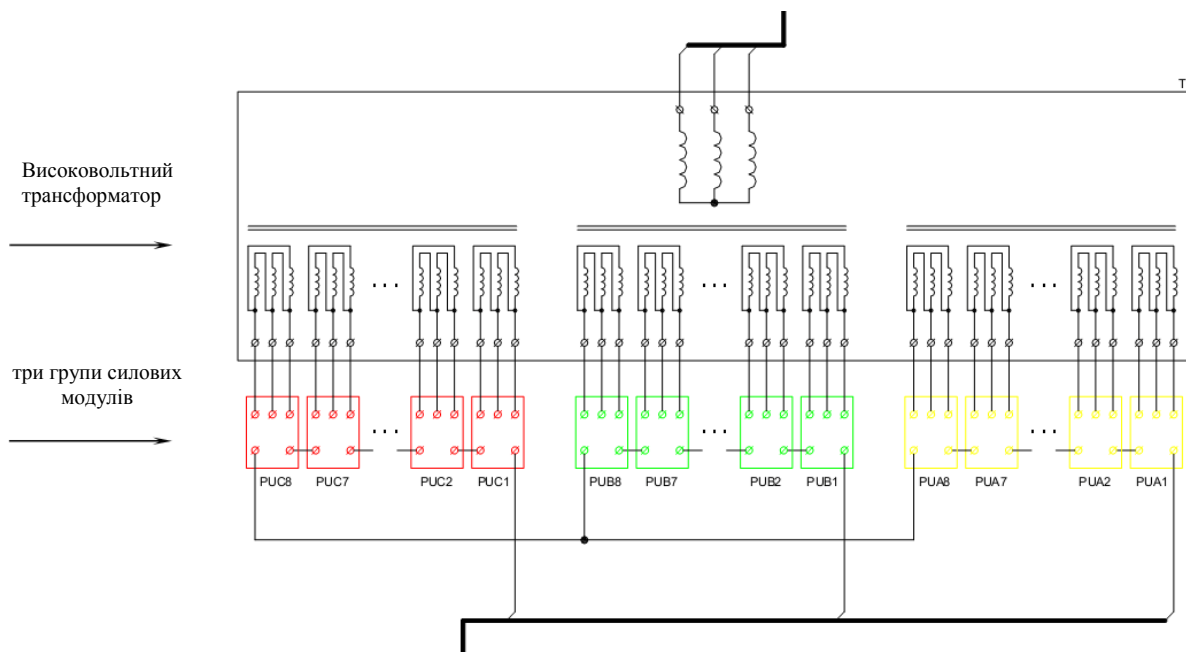 T
Високовольтний
трансформатор
три групи силових
модулів
PUC8 PUC7 PUC2 PUC1 PUB8 PUB7 PUB2 PUB1 PUA8 PUA7 PUA2 PUA1